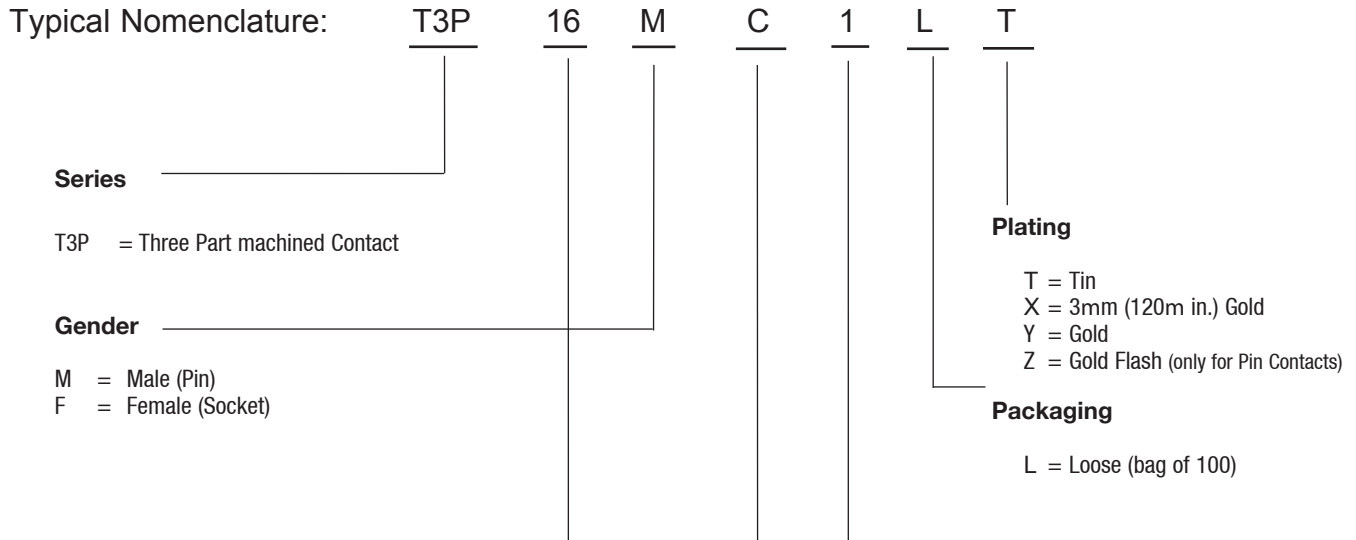 Typical Nomenclature: T3P 16 M C 1 L T
Series
T3P = Three Part machined Contact
Gender
M = Male (Pin)
F = Female (Socket)
Plating
T = Tin
X = 3mm (120m in.) Gold
Y = Gold
Z = Gold Flash (only for Pin Contacts)
Packaging
L = Loose (bag of 100)